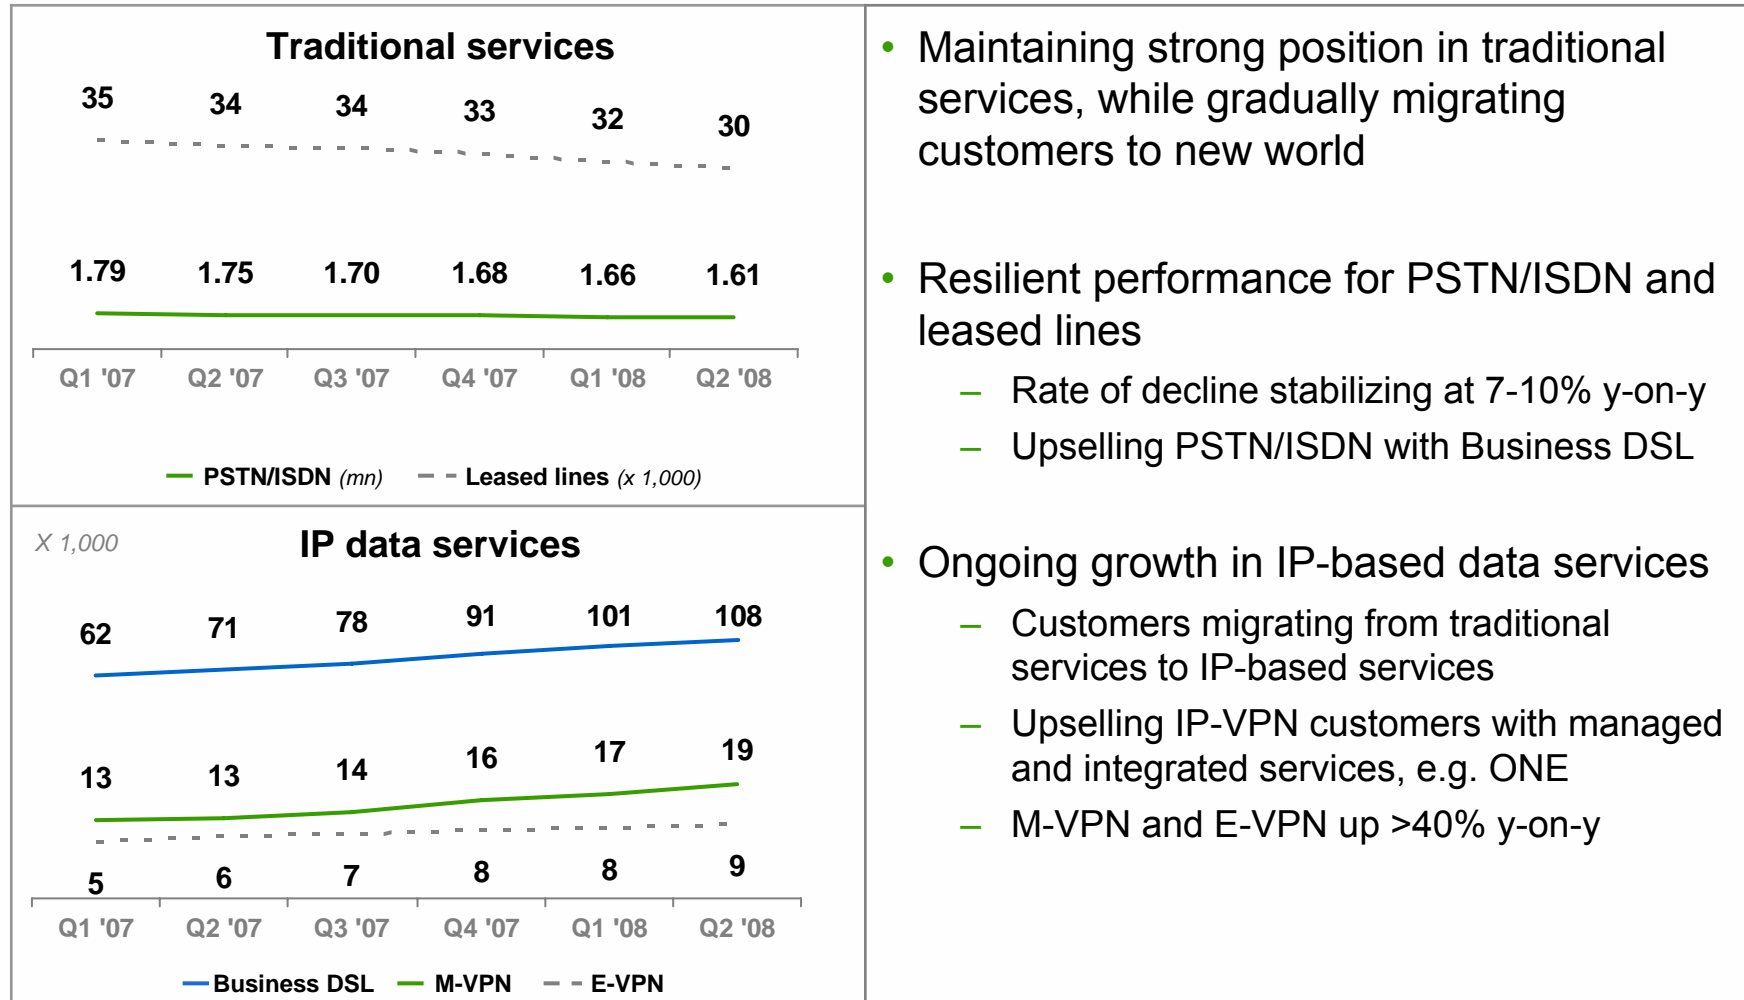 Traditional services
35 34 34 33 32 30
1.79 1.75 1.70 1.68 1.66 1.61
Q1 '07 Q2 '07 Q3 '07 Q4 '07 Q1 '08 Q2 '08
PSTN/ISDN (mn) Leased lines (x 1,000)
X 1,000
IP data services
62 71 78 91 101 108
13 13 14 16 17 19
5 6 7 8 8 9
Q1 '07 Q2 '07 Q3 '07 Q4 '07 Q1 '08 Q2 '08
Business DSL M-VPN E-VPN
• Maintaining strong position in traditional
services, while gradually migrating
customers to new world
• Resilient performance for PSTN/ISDN and
leased lines
– Rate of decline stabilizing at 7-10% y-on-y
– Upselling PSTN/ISDN with Business DSL
• Ongoing growth in IP-based data services
– Customers migrating from traditional
services to IP-based services
– Upselling IP-VPN customers with managed
and integrated services, e.g. ONE
– M-VPN and E-VPN up >40% y-on-y